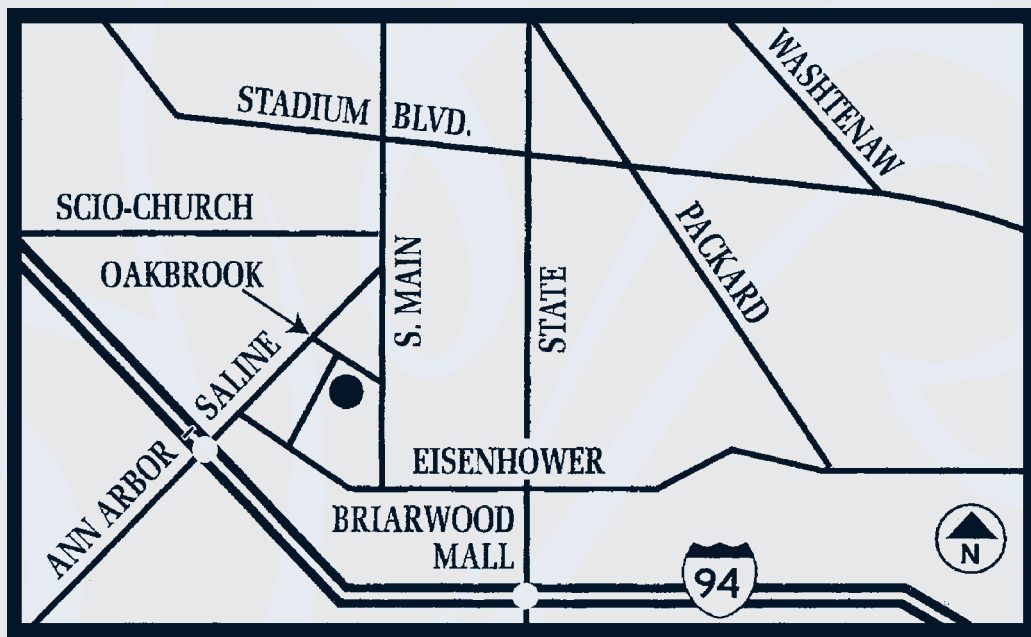 WASHTENAW
STADIUM BLVD.
SCIO-CHURCH
PACKARD
OAKBROOK
S. MAIN
STATE
ANN ARBOR SALINE
EISENHOWER
BRIARWOOD
MALL
94
N